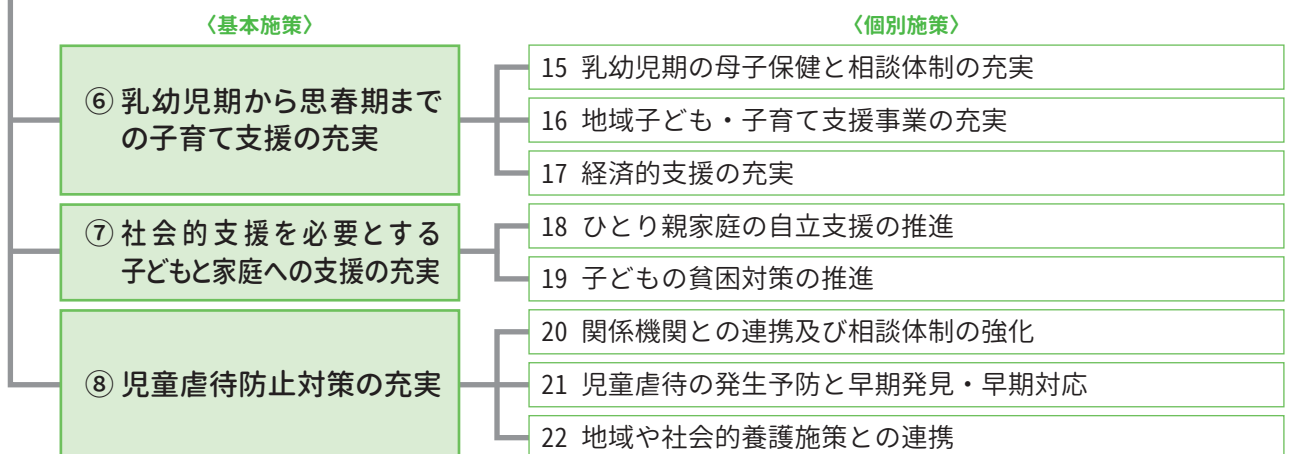 〈基本施策〉
〈個別施策〉
⑥ 乳幼児期から思春期まで
の子育て支援の充実
15 乳幼児期の母子保健と相談体制の充実
16 地域子ども・子育て支援事業の充実
17 経済的支援の充実
⑦ 社会的支援を必要とする
子どもと家庭への支援の充実
18 ひとり親家庭の自立支援の推進
19 子どもの貧困対策の推進
⑧ 児童虐待防止対策の充実
20 関係機関との連携及び相談体制の強化
21 児童虐待の発生予防と早期発見・早期対応
22 地域や社会的養護施策との連携